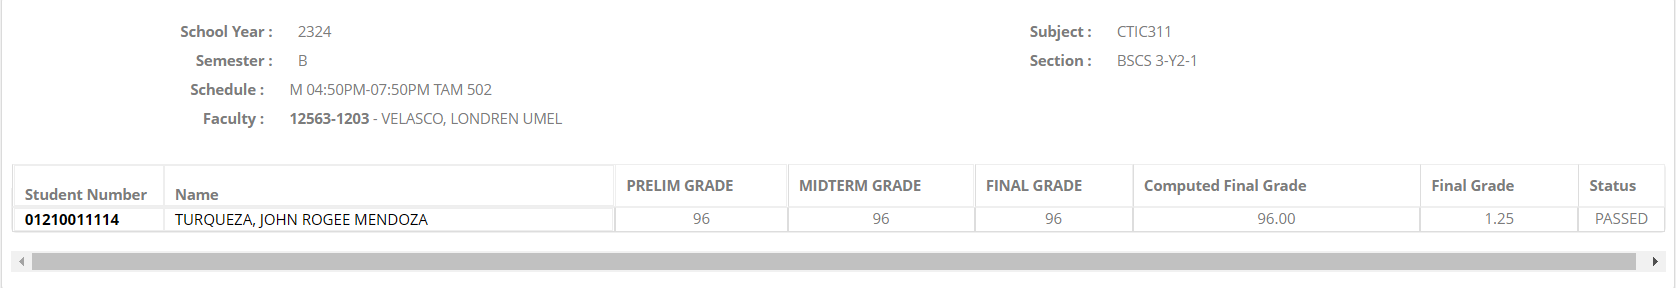 School Year : 2324 Subject : CTIC311
Semester : B Section : BSCS 3-Y2-1
Schedule : M 04:50PM-07:50PM TAM 502
Faculty : 12563-1203 - VELASCO, LONDREN UMEL
Student Number Name PRELIM GRADE MIDTERM GRADE FINAL GRADE Computed Final Grade Final Grade Status
01210011114 TURQUEZA, JOHN ROGEE MENDOZA 96 96 96 96.00 1.25 PASSED